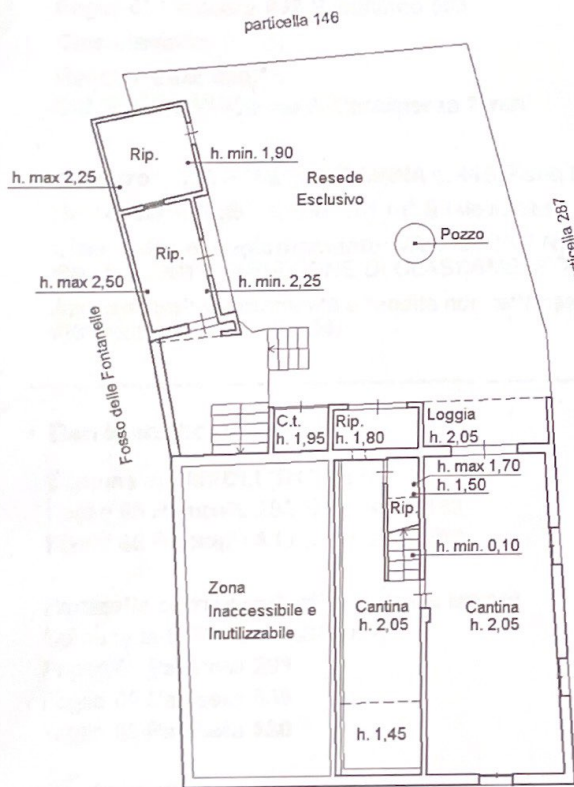 particella 146
Rip.
h. min. 1,90
h. max 2,25
Resede
Esclusivo
Pozzo
Rip.
h. max 2,50
h. min. 2,25
Fosso delle Fontanelle
ticella 287
C.t.
h. 1,95
Rip.
h. 1,80
Loggia
h. 2,05
h. max 1,70
h. 1,50
Rip.
h. min. 0,10
Zona
Inaccessibile e
Inutilizzabile
Cantina
h. 2,05
Cantina
h. 2,05
h. 1,45